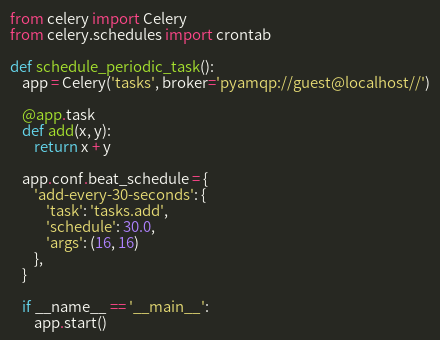 from celery import Celery
from celery.schedules import crontab

def schedule_periodic_task():
    app = Celery('tasks', broker='pyamqp://guest@localhost//')

    @app.task
    def add(x, y):
        return x + y

    app.conf.beat_schedule = {
        'add-every-30-seconds': {
            'task': 'tasks.add',
            'schedule': 30.0,
            'args': (16, 16)
        },
    }

    if __name__ == '__main__':
        app.start()